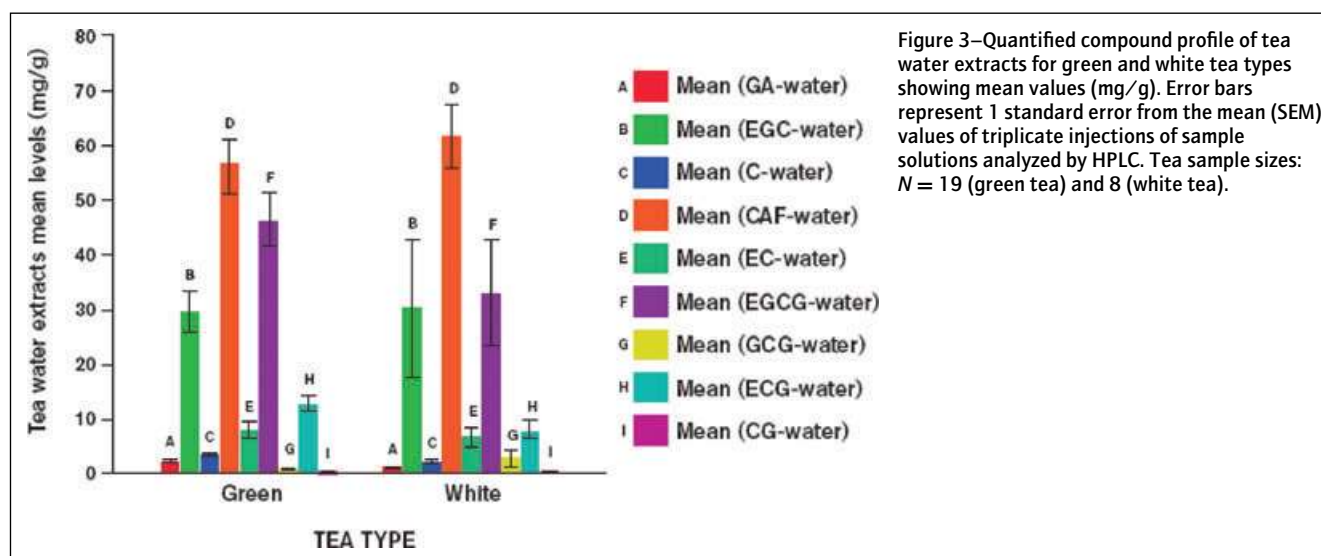 80
70
60
50
40
30
20
10
0
Tea water extracts mean levels (mg/g)
A
B
C
D
E
F
G
H
I
A
B
C
D
E
F
G
H
I
Green
White
TEA TYPE
A Mean (GA-water)
B Mean (EGC-water)
C Mean (C-water)
D Mean (CAF-water)
E Mean (EC-water)
F Mean (EGCG-water)
G Mean (GCG-water)
H Mean (ECG-water)
I Mean (CG-water)
Figure 3–Quantified compound profile of tea
water extracts for green and white tea types
showing mean values (mg/g). Error bars
represent 1 standard error from the mean (SEM)
values of triplicate injections of sample
solutions analyzed by HPLC. Tea sample sizes:
N = 19 (green tea) and 8 (white tea).